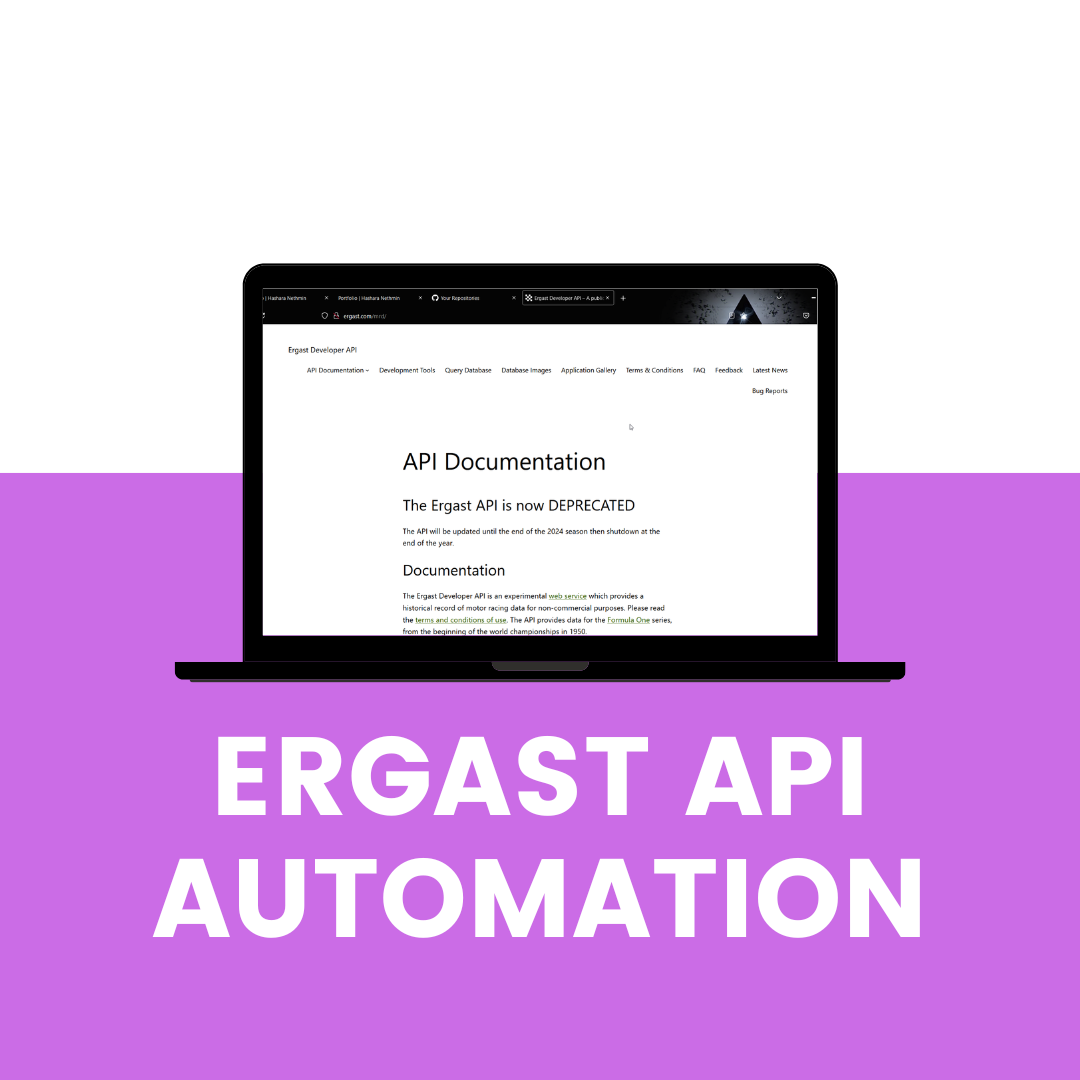 | Hashara Nethmin
Portfolio | Hashara Nethmin
Your Repositories
Ergast Developer API – A public
ergast.com/mrd/
Ergast Developer API
API Documentation Development Tools Query Database Database Images Application Gallery Terms & Conditions FAQ Feedback Latest News
Bug Reports
API Documentation
The Ergast API is now DEPRECATED
The API will be updated until the end of the 2024 season then shutdown at the
end of the year.
Documentation
The Ergast Developer API is an experimental web service which provides a
historical record of motor racing data for non-commercial purposes. Please read
the terms and conditions of use. The API provides data for the Formula One series,
from the beginning of the world championships in 1950.
ERGAST API
AUTOMATION